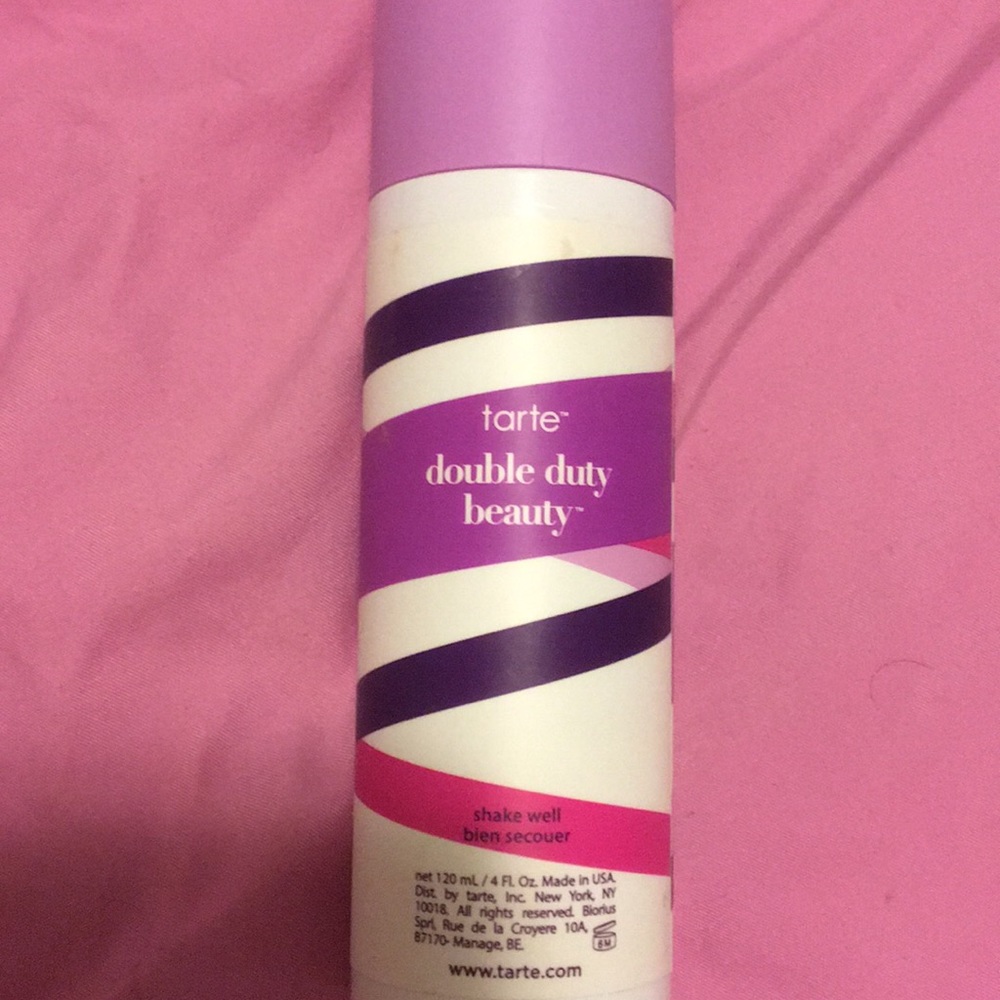 tarte™
double duty
beauty™
shake well
bien secouer
net 120 mL / 4 Fl. Oz. Made in USA.
Dist. by tarte, Inc. New York, NY
10018. All rights reserved. Biorius
Sprl, Rue de la Croyere 10A,
B7170- Manage, BE.
6M
www.tarte.com